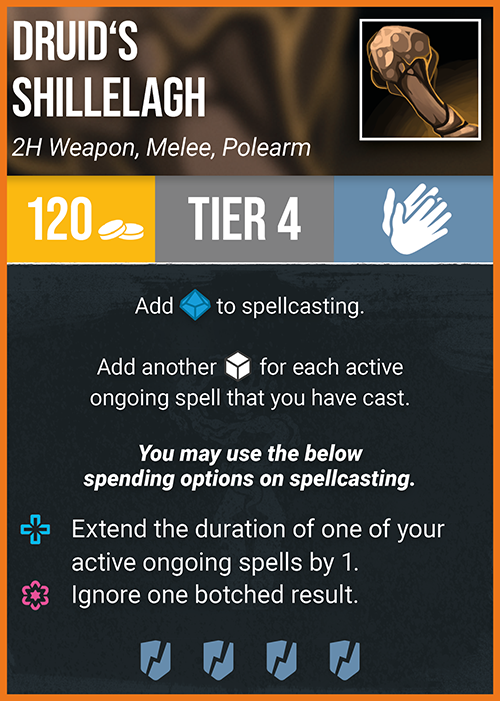 DRUID‘S
SHILLELAGH
2H Weapon, Melee, Polearm
120
TIER 4
Add to spellcasting.
Add another for each active
ongoing spell that you have cast.
You may use the below
spending options on spellcasting.
Extend the duration of one of your
active ongoing spells by 1.
Ignore one botched result.